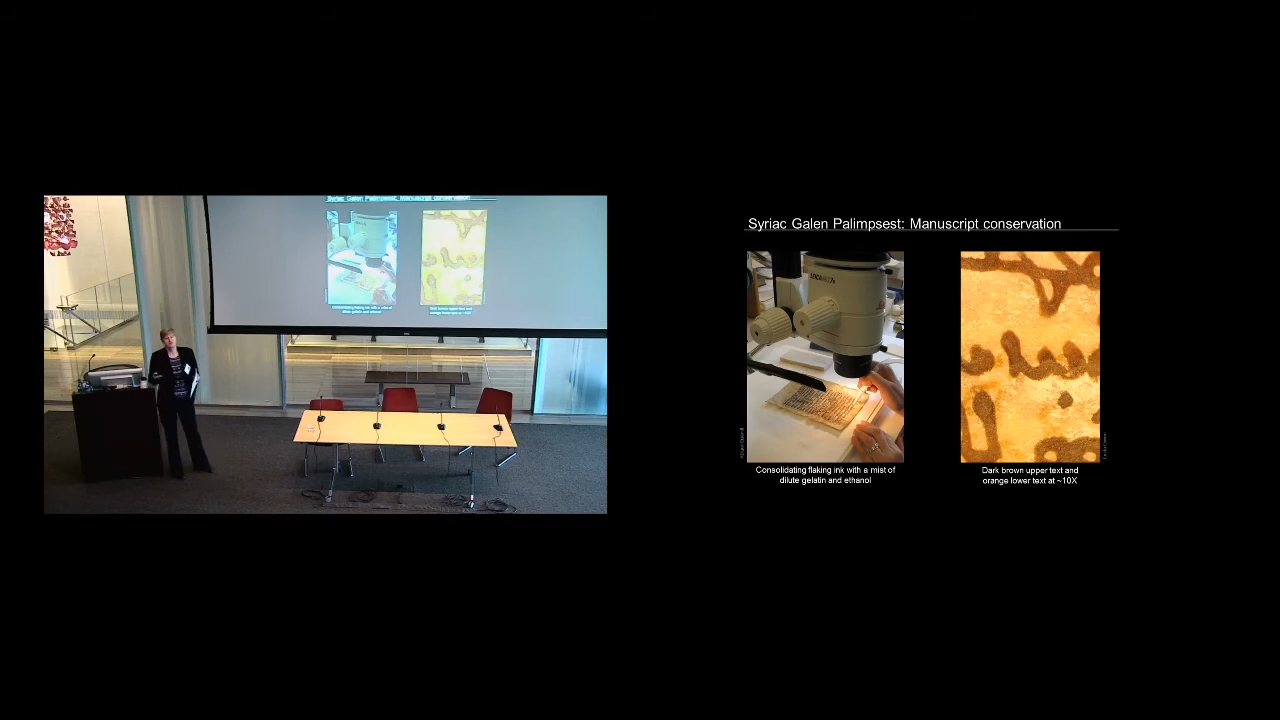 Syriac Galen Palimpsest: Manuscript conservation
Consolidating flaking ink with a mist of
dilute gelatin and ethanol
Dark brown upper text and
orange lower text at ~10X